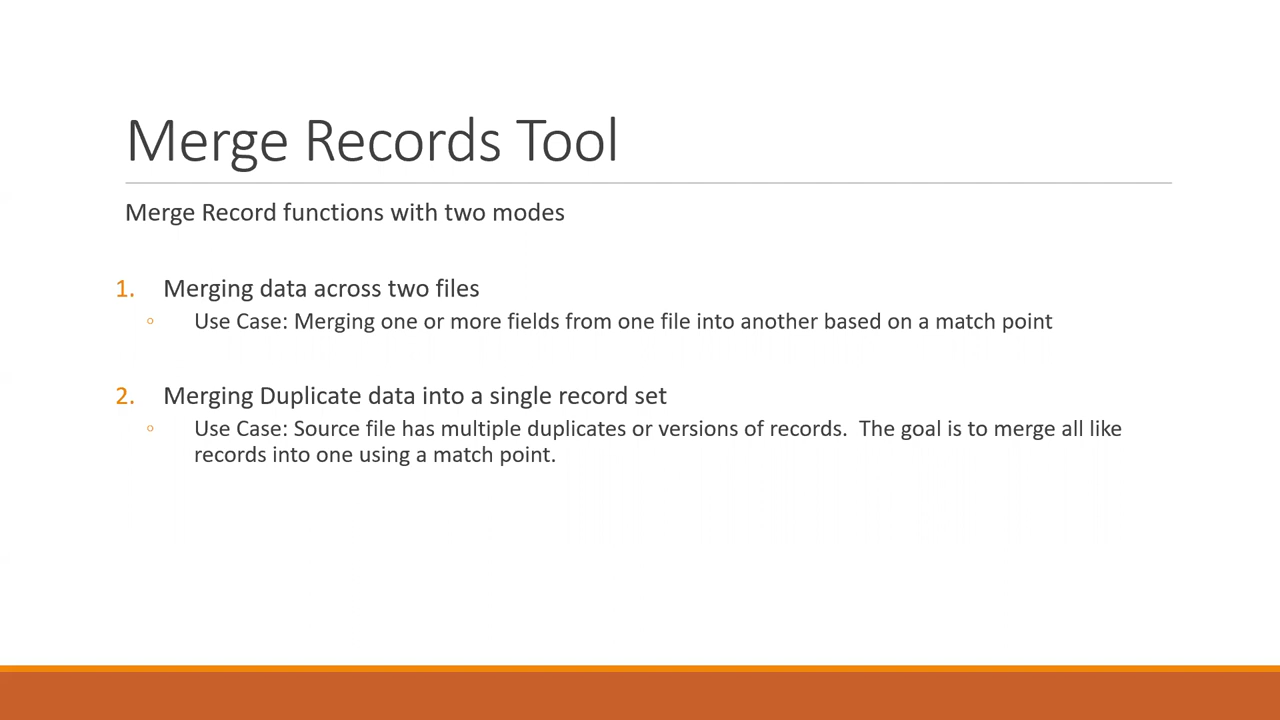 Merge Records Tool
Merge Record functions with two modes
1. Merging data across two files
◦ Use Case: Merging one or more fields from one file into another based on a match point
2. Merging Duplicate data into a single record set
◦ Use Case: Source file has multiple duplicates or versions of records.  The goal is to merge all like
records into one using a match point.